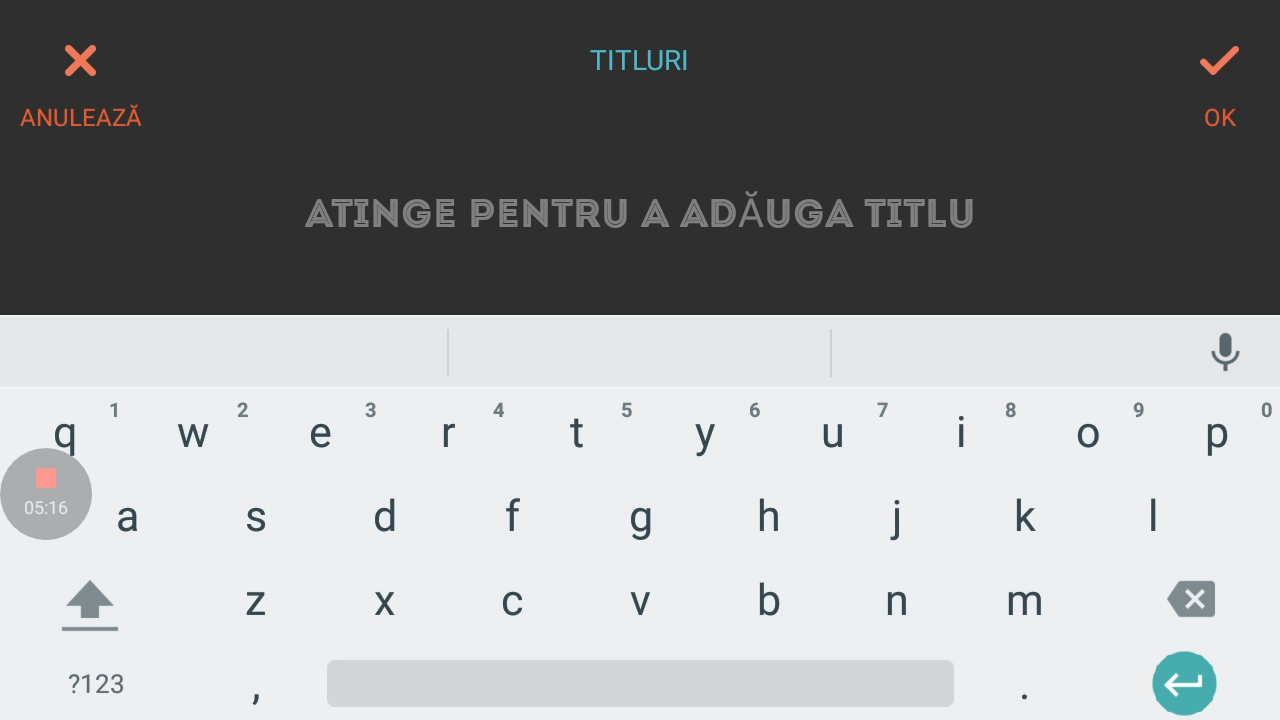 TITLURI
ANULEAZĂ
OK
ATINGE PENTRU A ADĂUGA TITLU
1 2 3 4 5 6 7 8 9 0
q w e r t y u i o p
05:16
a s d f g h j k l
z x c v b n m
?123 , .